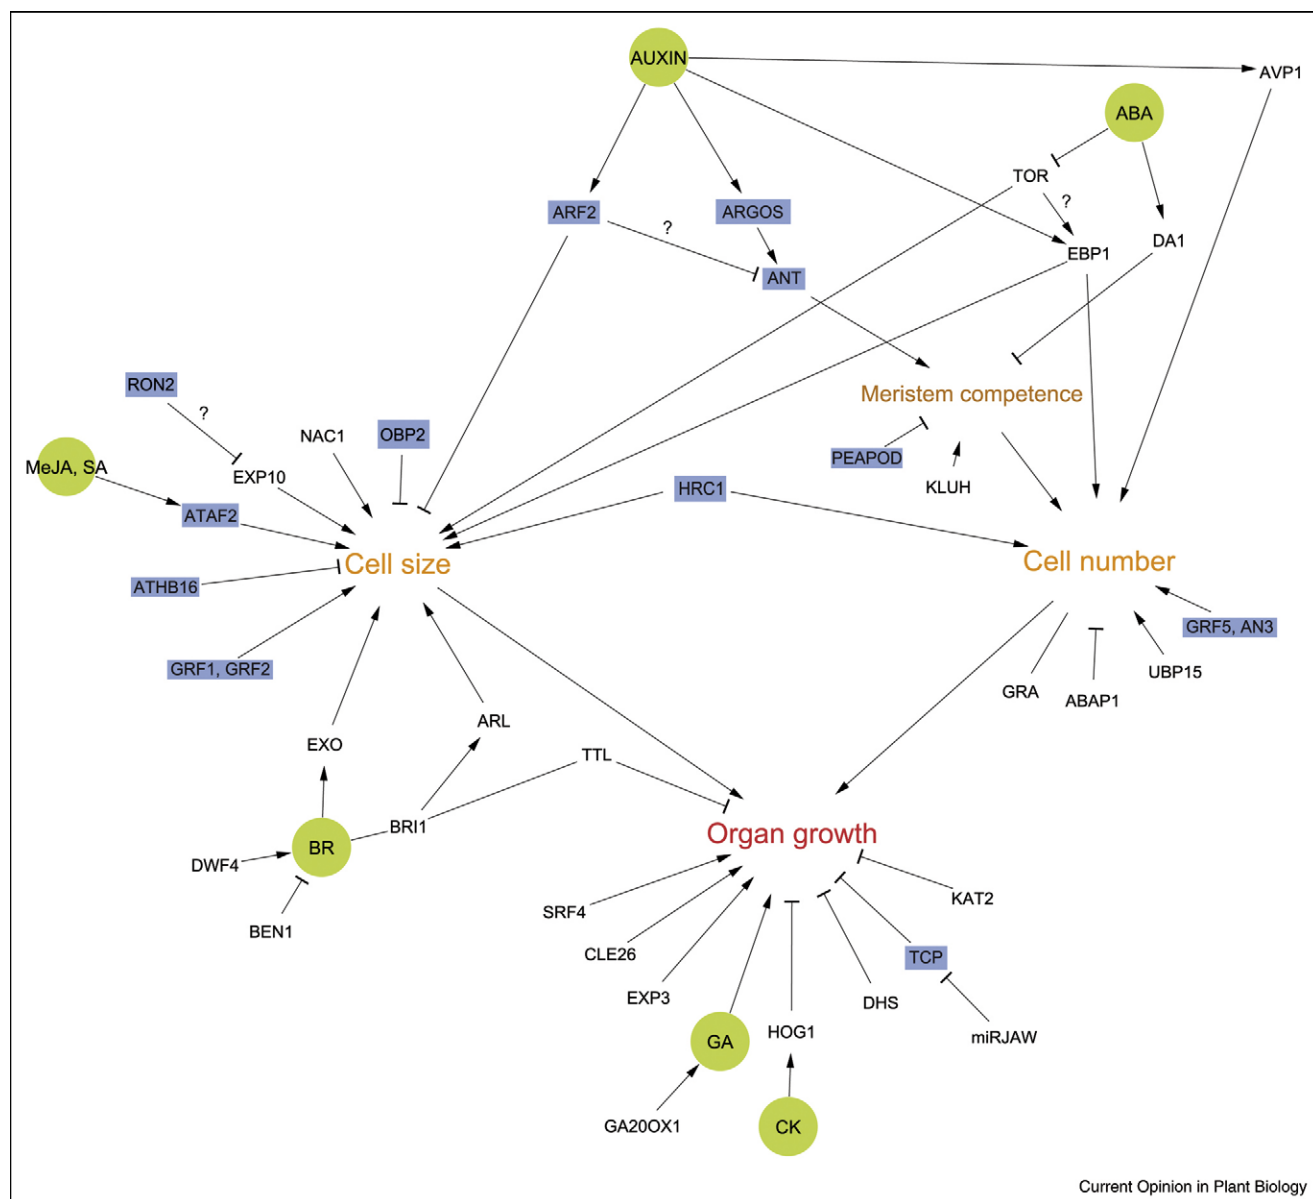 AUXIN
AVP1
ABA
TOR
?
ARF2
ARGOS
?
DA1
EBP1
ANT
RON2
Meristem competence
?
NAC1
OBP2
PEAPOD
MeJA, SA
EXP10
KLUH
HRC1
ATAF2
Cell size
Cell number
ATHB16
GRF5, AN3
GRF1, GRF2
UBP15
GRA
ABAP1
ARL
EXO
TTL
BRI1
Organ growth
BR
DWF4
KAT2
SRF4
BEN1
CLE26
TCP
EXP3
DHS
HOG1
miRJAW
GA
GA20OX1
CK
Current Opinion in Plant Biology